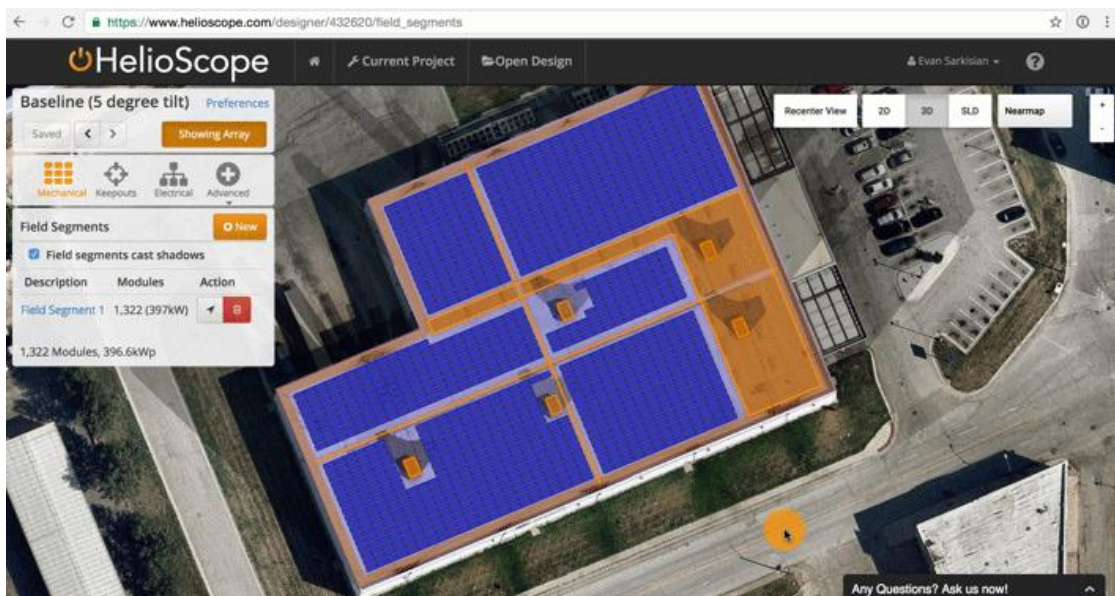 https://www.helioscope.com/designer/432620/field_segments
HelioScope
Current Project
Open Design
Evan Sarkisian
?
Baseline (5 degree tilt) Preferences
Saved < > Showing Array
Recenter View 2D 3D SLD Nearmap
+
-
Mechanical Keepouts Electrical Advanced
Field Segments New
Field segments cast shadows
Description Modules Action
Field Segment 1 1,322 (397kW)
1,322 Modules, 396.6kWp
Any Questions? Ask us now!